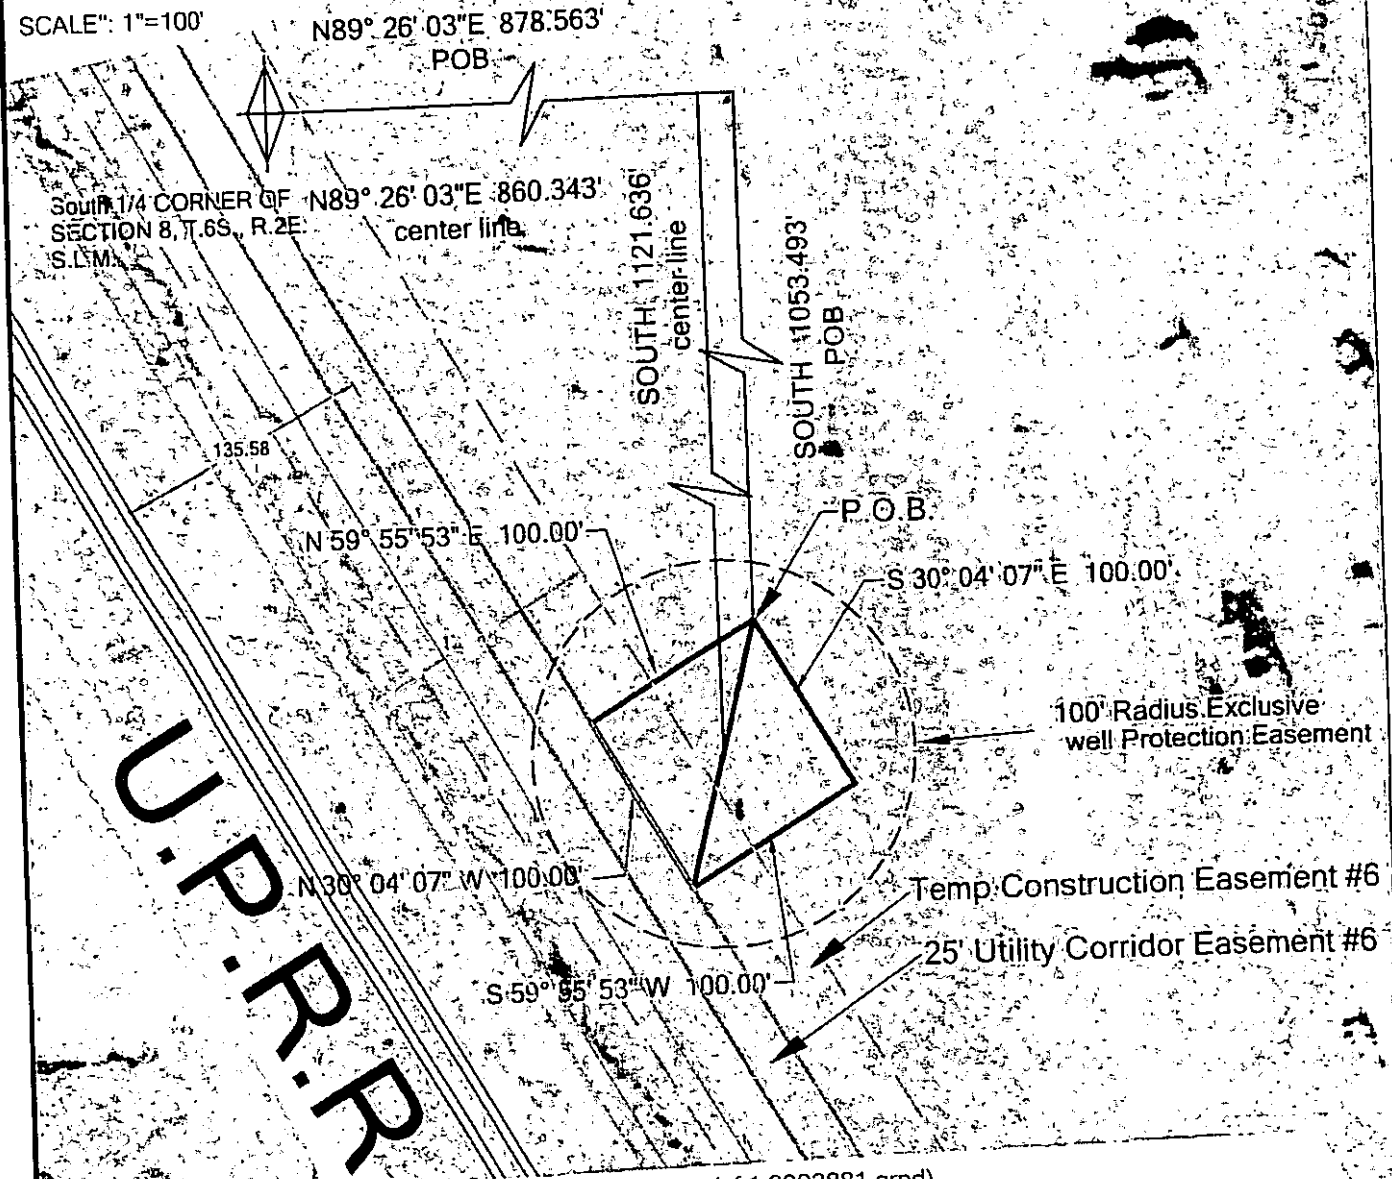 SCALE": 1"=100'
N89° 26' 03"E 878.563'
POB
South 1/4 CORNER OF
SECTION 8, T.6S., R.2E.
S.L.M.
N89° 26' 03"E 860.343'
center line
SOUTH 1121.636'
center line
SOUTH 1053.493'
POB
135.58
N 59° 55' 53" E 100.00'
P.O.B.
S 30° 04' 07" E 100.00'
100' Radius Exclusive
well Protection Easement
U.P.R.R
N 30° 04' 07" W 100.00'
Temp Construction Easement #6
25' Utility Corridor Easement #6
S 59° 55' 53" W 100.00'
grnd)